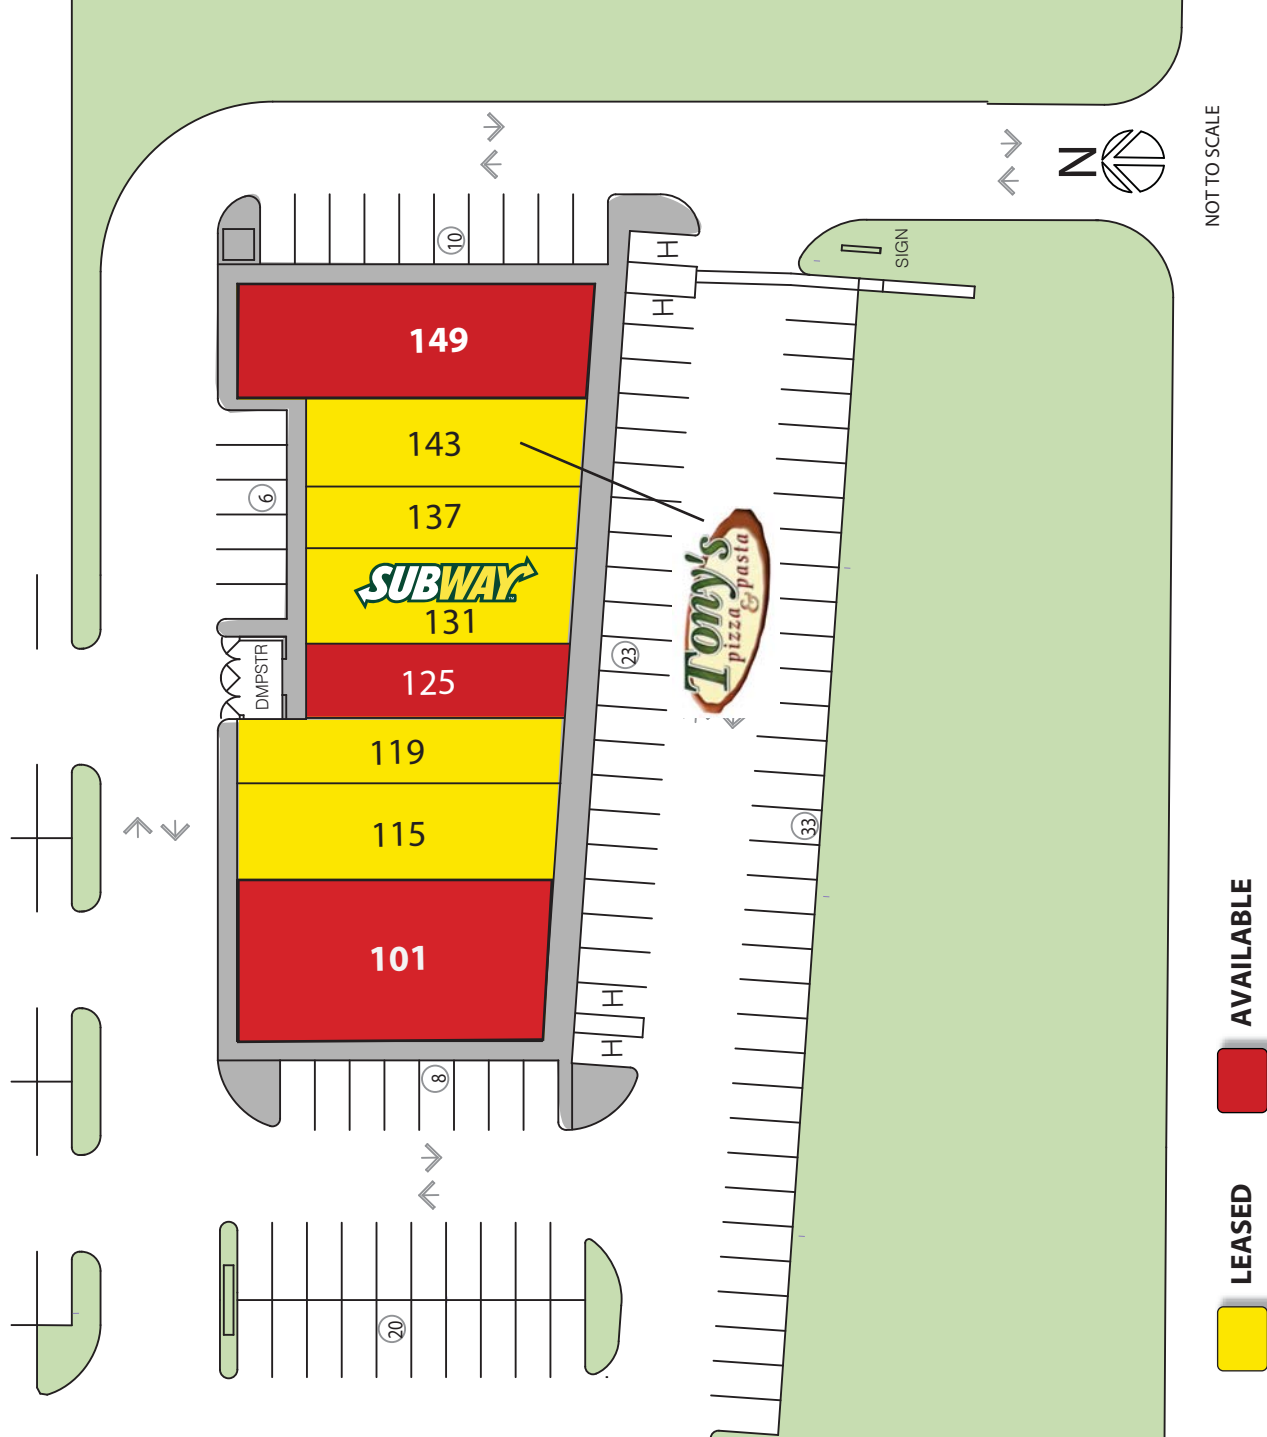 10
N
NOT TO SCALE
H
SIGN
H
149
143
6
137
SUBWAY
131
Tony's
pizza
& pasta
23
DMPSTR
125
119
115
33
101
H
H
8
20
AVAILABLE
LEASED